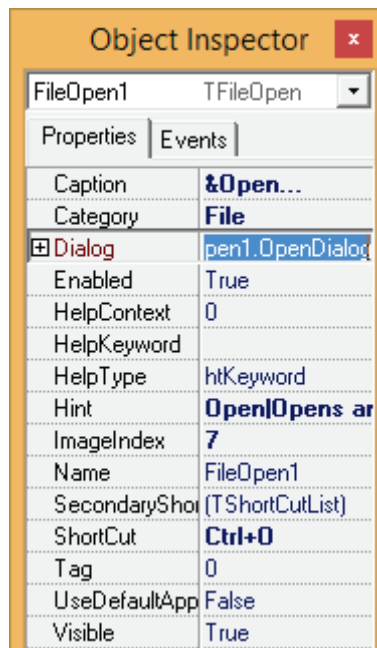 Object Inspector x
FileOpen1 TFileOpen
Properties Events
Caption &Open...
Category File
Dialog pen1.OpenDialog
Enabled True
HelpContext 0
HelpKeyword
HelpType htKeyword
Hint Open|Opens an
ImageIndex 7
Name FileOpen1
SecondaryShor (TShortCutList)
ShortCut Ctrl+O
Tag 0
UseDefaultApp False
Visible True